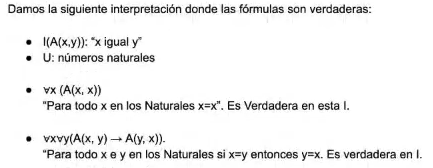 Damos la siguiente interpretación donde las fórmulas son verdaderas:
● I(A(x,y)): “x igual y”
● U: números naturales
● ∀x (A(x, x))
“Para todo x en los Naturales x=x”. Es Verdadera en esta I.
● ∀x∀y(A(x, y) → A(y, x)).
“Para todo x e y en los Naturales si x=y entonces y=x. Es verdadera en I.